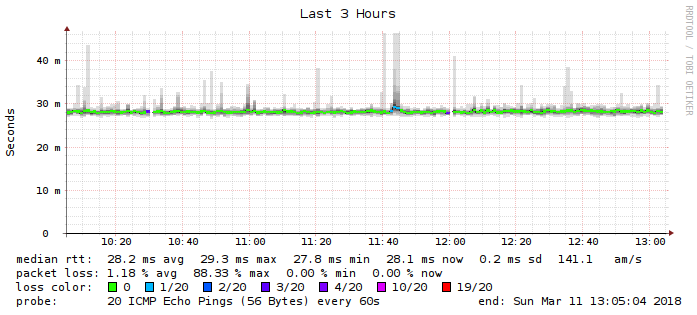 Last 3 Hours
RRDTOOL / TOBI OETIKER
Seconds
40 m
30 m
20 m
10 m
0
10:20 10:40 11:00 11:20 11:40 12:00 12:20 12:40 13:00
median rtt: 28.2 ms avg 29.3 ms max 27.8 ms min 28.1 ms now 0.2 ms sd 141.1 am/s
packet loss: 1.18 % avg 88.33 % max 0.00 % min 0.00 % now
loss color: 0 1/20 2/20 3/20 4/20 10/20 19/20
probe: 20 ICMP Echo Pings (56 Bytes) every 60s end: Sun Mar 11 13:05:04 2018